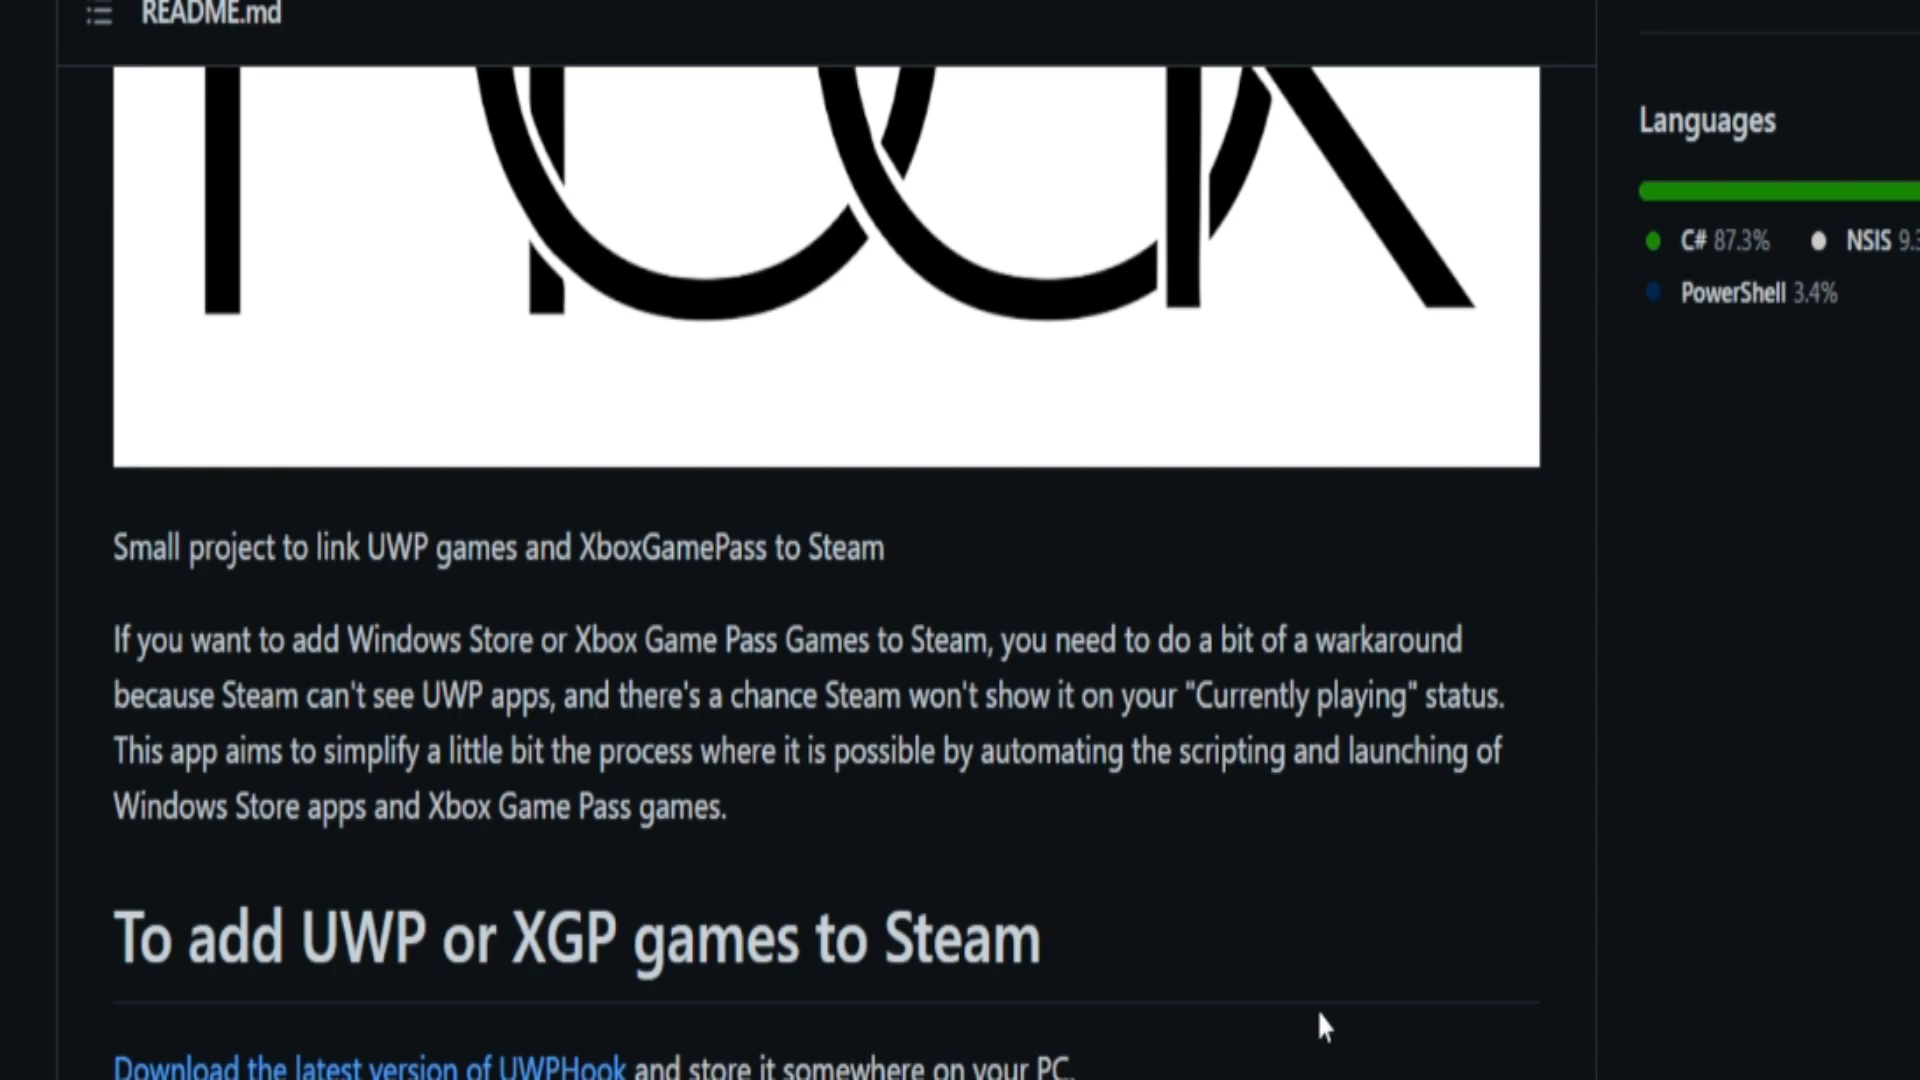 README.md
Small project to link UWP games and XboxGamePass to Steam
If you want to add Windows Store or Xbox Game Pass Games to Steam, you need to do a bit of a warkaround
because Steam can't see UWP apps, and there's a chance Steam won't show it on your "Currently playing" status.
This app aims to simplify a little bit the process where it is possible by automating the scripting and launching of
Windows Store apps and Xbox Game Pass games.
To add UWP or XGP games to Steam
Download the latest version of UWPHook and store it somewhere on your PC.
Languages
C# 87.3% NSIS 9.3
PowerShell 3.4%